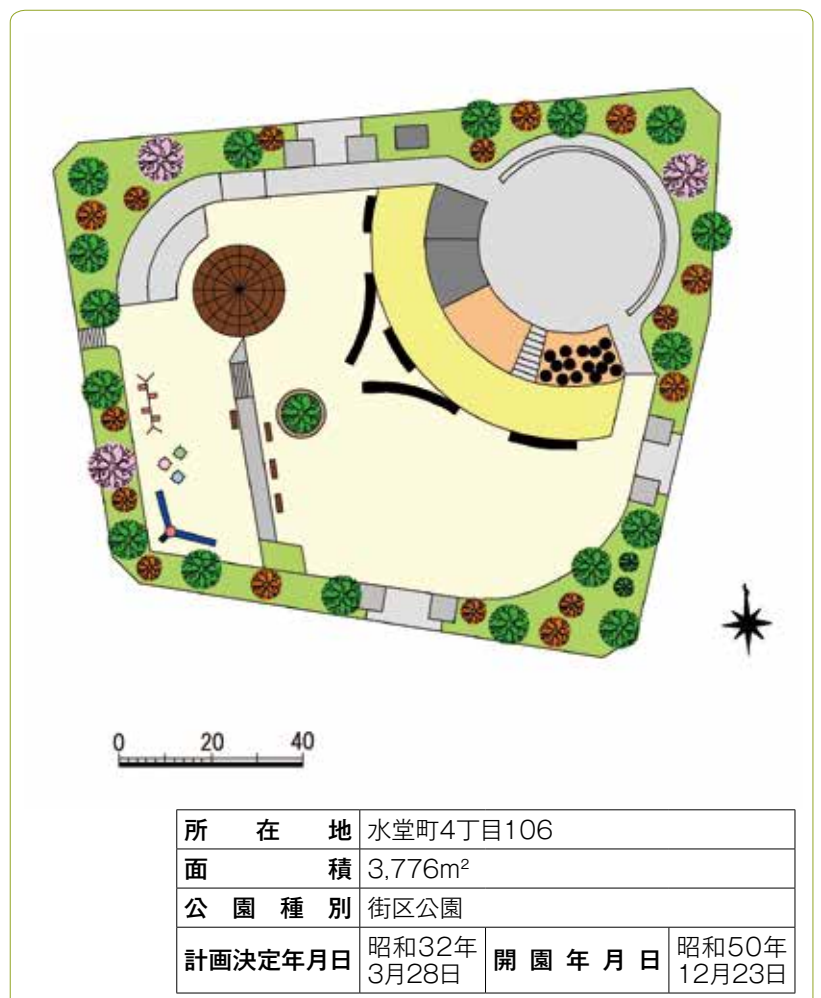 0 20 40
所在地 水堂町4丁目106
面積 3,776m²
公園種別 街区公園
計画決定年月日 昭和32年3月28日 開園年月日 昭和50年12月23日